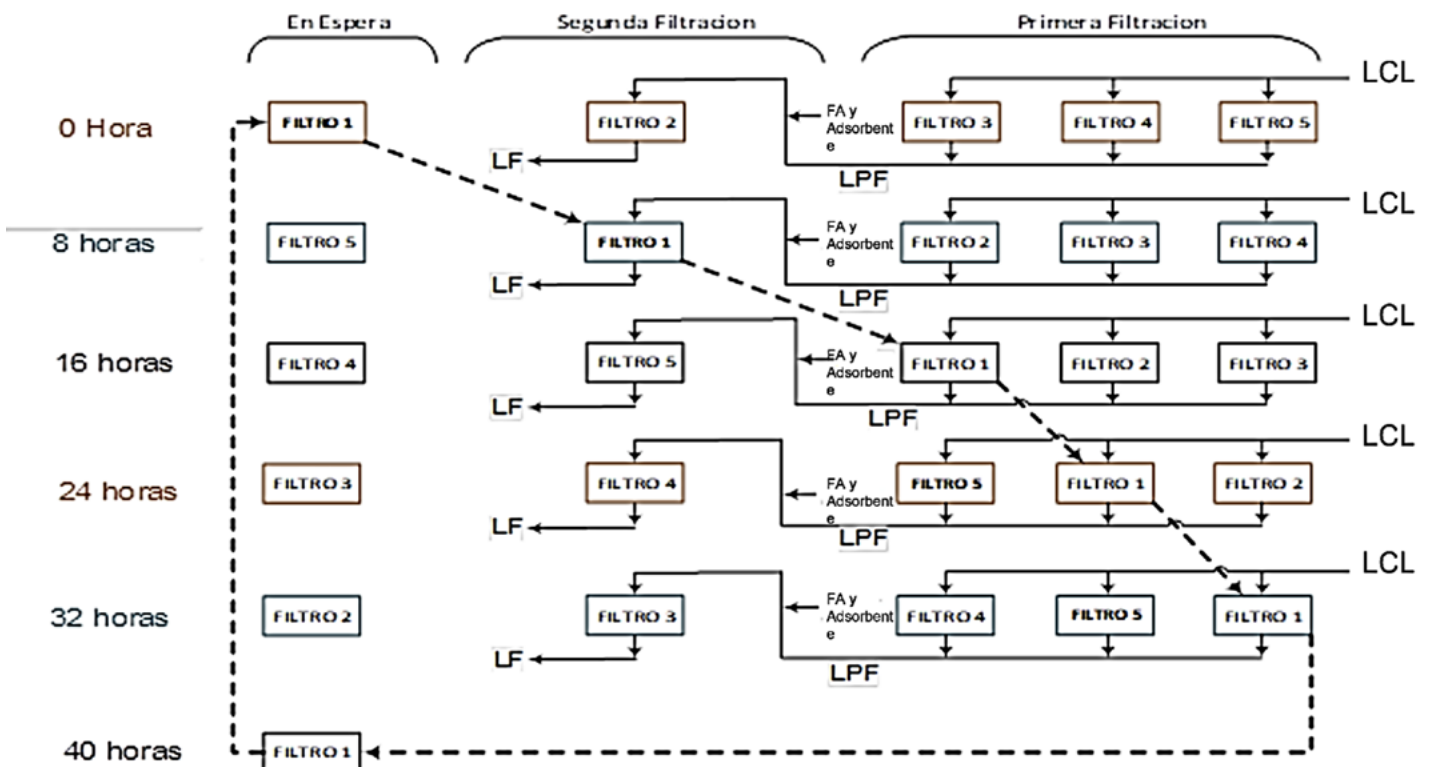 En Espera
Segunda Filtracion
Primera Filtracion
0 Hora
FILTRO 1
FILTRO 2
FA y
Adsorbent
e
FILTRO 3
FILTRO 4
FILTRO 5
LCL
LF
LPF
8 horas
FILTRO 5
FILTRO 1
FA y
Adsorbent
e
FILTRO 2
FILTRO 3
FILTRO 4
LCL
LF
LPF
16 horas
FILTRO 4
FILTRO 5
FA y
Adsorbent
e
FILTRO 1
FILTRO 2
FILTRO 3
LCL
LF
LPF
24 horas
FILTRO 3
FILTRO 4
FA y
Adsorbent
e
FILTRO 5
FILTRO 1
FILTRO 2
LCL
LF
LPF
32 horas
FILTRO 2
FILTRO 3
FA y
Adsorbent
e
FILTRO 4
FILTRO 5
FILTRO 1
LCL
LF
LPF
40 horas
FILTRO 1